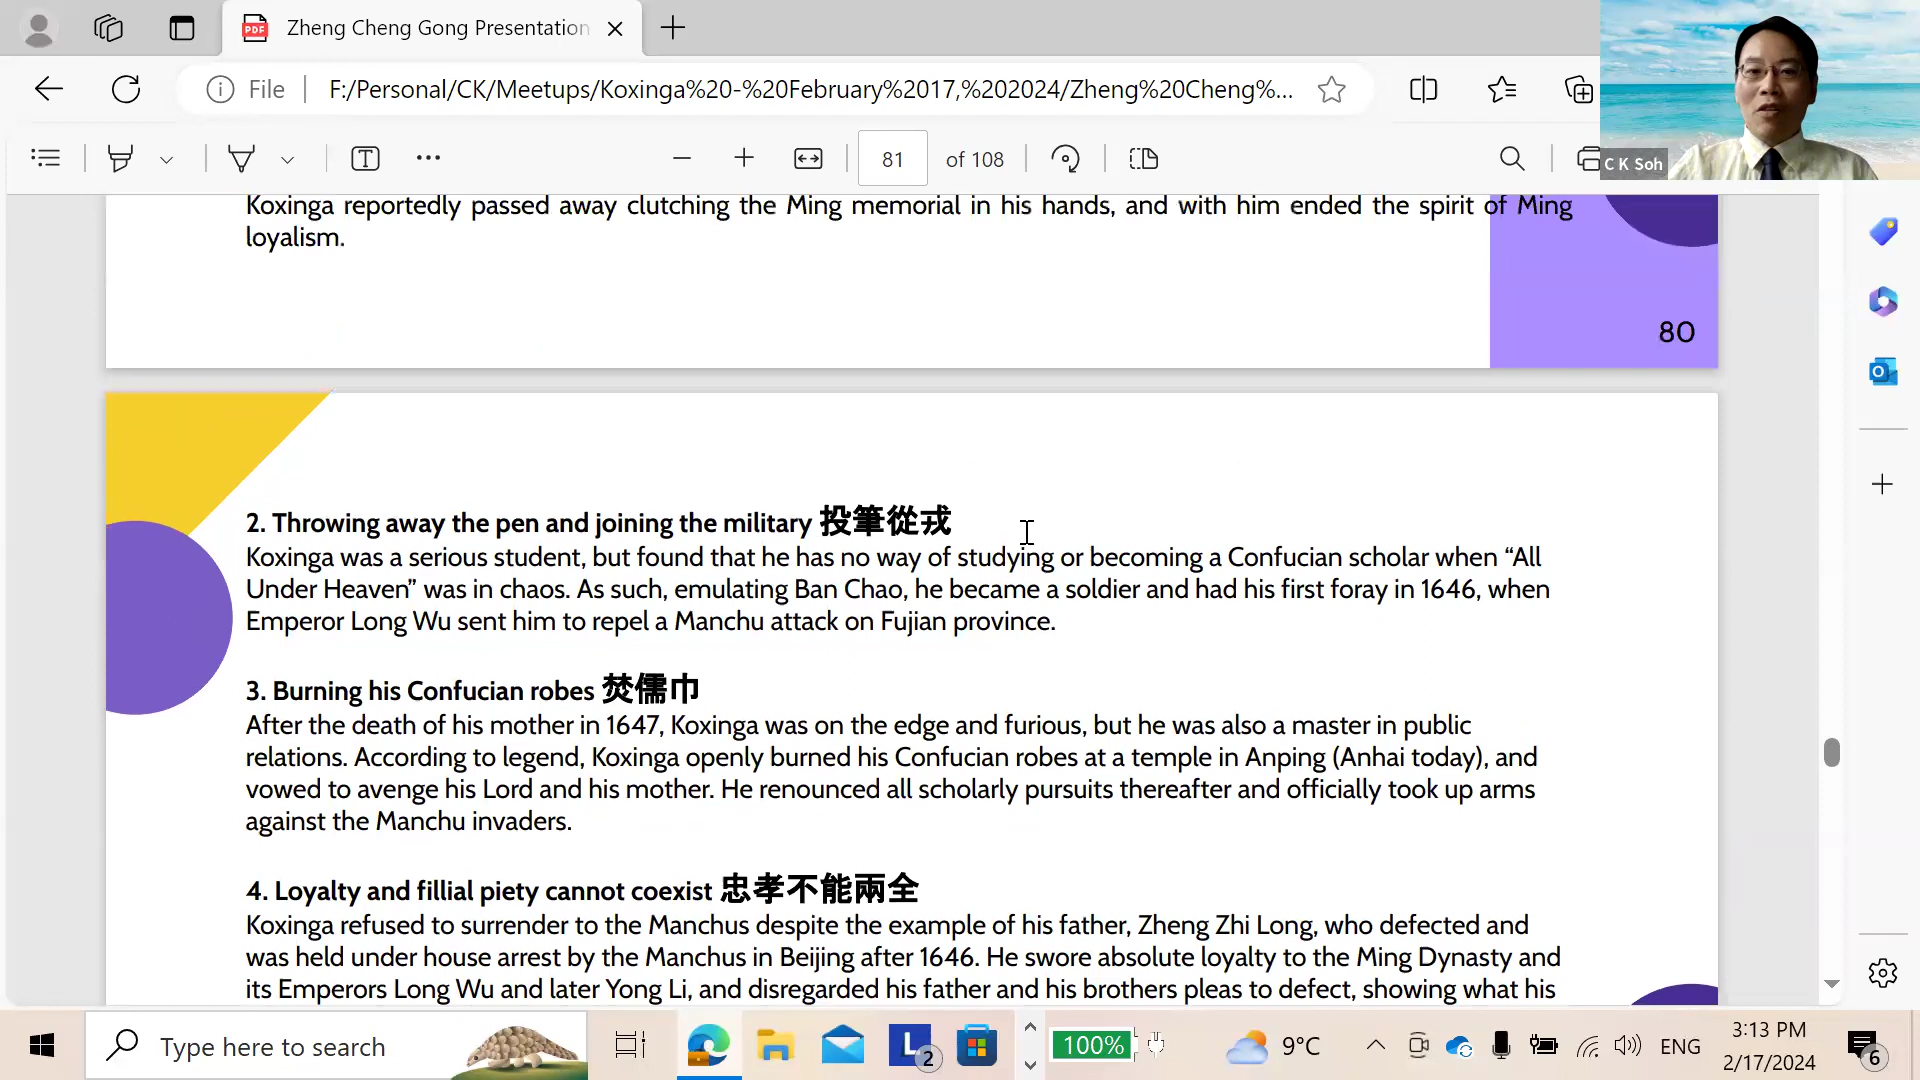 Zheng Cheng Gong Presentation
File
F:/Personal/CK/Meetups/Koxinga%20-%20February%2017,%202024/Zheng%20Cheng%...
81 of 108
C K Soh
Koxinga reportedly passed away clutching the Ming memorial in his hands, and with him ended the spirit of Ming
loyalism.
80
2. Throwing away the pen and joining the military 投筆從戎
Koxinga was a serious student, but found that he has no way of studying or becoming a Confucian scholar when “All
Under Heaven” was in chaos. As such, emulating Ban Chao, he became a soldier and had his first foray in 1646, when
Emperor Long Wu sent him to repel a Manchu attack on Fujian province.
3. Burning his Confucian robes 焚儒巾
After the death of his mother in 1647, Koxinga was on the edge and furious, but he was also a master in public
relations. According to legend, Koxinga openly burned his Confucian robes at a temple in Anping (Anhai today), and
vowed to avenge his Lord and his mother. He renounced all scholarly pursuits thereafter and officially took up arms
against the Manchu invaders.
4. Loyalty and fillial piety cannot coexist 忠孝不能兩全
Koxinga refused to surrender to the Manchus despite the example of his father, Zheng Zhi Long, who defected and
was held under house arrest by the Manchus in Beijing after 1646. He swore absolute loyalty to the Ming Dynasty and
its Emperors Long Wu and later Yong Li, and disregarded his father and his brothers pleas to defect, showing what his
Type here to search
L 2
100%
9°C
ENG
3:13 PM
2/17/2024
6